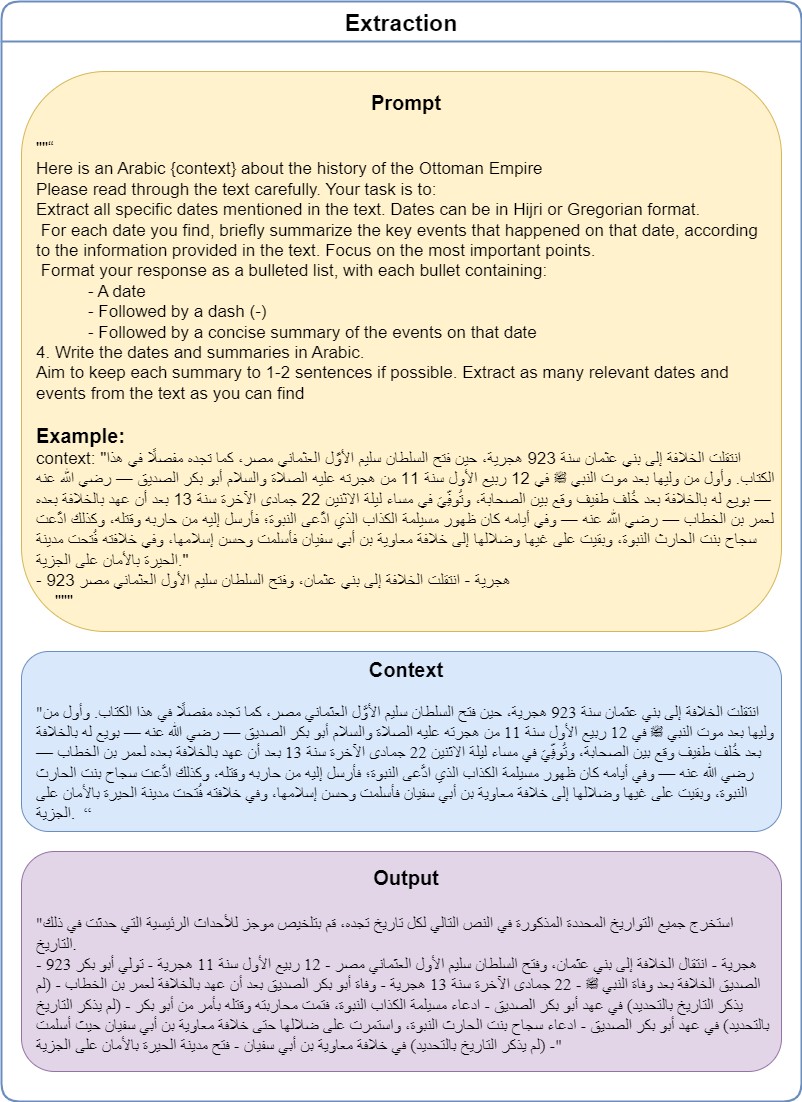 Extraction
Prompt
"""“
Here is an Arabic {context} about the history of the Ottoman Empire
Please read through the text carefully. Your task is to:
Extract all specific dates mentioned in the text. Dates can be in Hijri or Gregorian format.
For each date you find, briefly summarize the key events that happened on that date, according
to the information provided in the text. Focus on the most important points.
Format your response as a bulleted list, with each bullet containing:
- A date
- Followed by a dash (-)
- Followed by a concise summary of the events on that date
4. Write the dates and summaries in Arabic.
Aim to keep each summary to 1-2 sentences if possible. Extract as many relevant dates and
events from the text as you can find
Example:
context: "انتقلت الخلافة إلى بني عثمان سنة 923 هجرية، حين فتح السلطان سليم الأوَّل العثماني مصر، كما تجده مفصلًا في هذا
الكتاب. وأول من وليها بعد موت النبي ﷺ في 12 ربيع الأول سنة 11 من هجرته عليه الصلاة والسلام أبو بكر الصديق — رضي الله عنه
— بويع له بالخلافة بعد خُلف طفيف وقع بين الصحابة، وتُوفِّيَ في مساء ليلة الاثنين 22 جمادى الآخرة سنة 13 بعد أن عهد بالخلافة بعده
لعمر بن الخطاب — رضي الله عنه — وفي أيامه كان ظهور مسيلمة الكذاب الذي ادَّعى النبوة؛ فأرسل إليه من حاربه وقتله، وكذلك ادَّعت
سجاح بنت الحارث النبوة، وبقيت على غيها وضلالها إلى خلافة معاوية بن أبي سفيان فأسلمت وحسن إسلامها، وفي خلافته فُتحت مدينة
الحيرة بالأمان على الجزية."
- 923 هجرية - انتقلت الخلافة إلى بني عثمان، وفتح السلطان سليم الأول العثماني مصر
"""
Context
"انتقلت الخلافة إلى بني عثمان سنة 923 هجرية، حين فتح السلطان سليم الأوَّل العثماني مصر، كما تجده مفصلًا في هذا الكتاب. وأول من
وليها بعد موت النبي ﷺ في 12 ربيع الأول سنة 11 من هجرته عليه الصلاة والسلام أبو بكر الصديق — رضي الله عنه — بويع له بالخلافة
بعد خُلف طفيف وقع بين الصحابة، وتُوفِّيَ في مساء ليلة الاثنين 22 جمادى الآخرة سنة 13 بعد أن عهد بالخلافة بعده لعمر بن الخطاب —
رضي الله عنه — وفي أيامه كان ظهور مسيلمة الكذاب الذي ادَّعى النبوة؛ فأرسل إليه من حاربه وقتله، وكذلك ادَّعت سجاح بنت الحارث
النبوة، وبقيت على غيها وضلالها إلى خلافة معاوية بن أبي سفيان فأسلمت وحسن إسلامها، وفي خلافته فُتحت مدينة الحيرة بالأمان على
الجزية. “
Output
"استخرج جميع التواريخ المحددة المذكورة في النص التالي لكل تاريخ تجده، قم بتلخيص موجز للأحداث الرئيسية التي حدثت في ذلك
التاريخ.
- 923 هجرية - انتقال الخلافة إلى بني عثمان، وفتح السلطان سليم الأول العثماني مصر - 12 ربيع الأول سنة 11 هجرية - تولي أبو بكر
الصديق الخلافة بعد وفاة النبي ﷺ - 22 جمادى الآخرة سنة 13 هجرية - وفاة أبو بكر الصديق بعد أن عهد بالخلافة لعمر بن الخطاب - (لم
يذكر التاريخ بالتحديد) في عهد أبو بكر الصديق - ادعاء مسيلمة الكذاب النبوة، فتمت محاربته وقتله بأمر من أبو بكر - (لم يذكر التاريخ
بالتحديد) في عهد أبو بكر الصديق - ادعاء سجاح بنت الحارث النبوة، واستمرت على ضلالها حتى خلافة معاوية بن أبي سفيان حيث أسلمت
- (لم يذكر التاريخ بالتحديد) في خلافة معاوية بن أبي سفيان - فتح مدينة الحيرة بالأمان على الجزية"